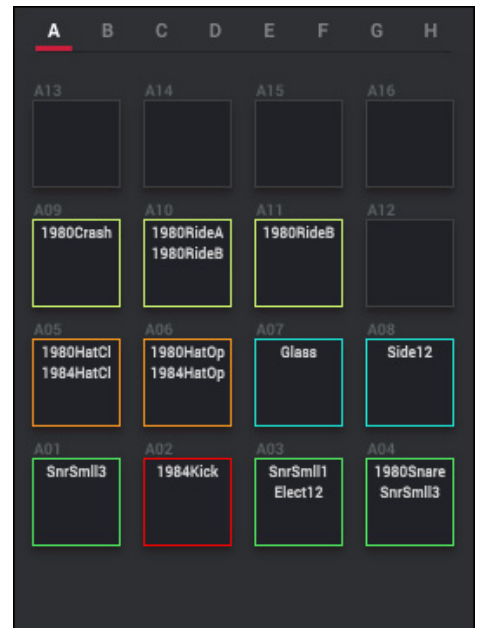 A B C D E F G H
A13 A14 A15 A16
A09 A10 A11 A12
1980Crash 1980RideA 1980RideB
1980RideB
A05 A06 A07 A08
1980HatCl 1980HatOp Glass Side12
1984HatCl 1984HatOp
A01 A02 A03 A04
SnrSmll3 1984Kick SnrSmll1 1980Snare
Elect12 SnrSmll3